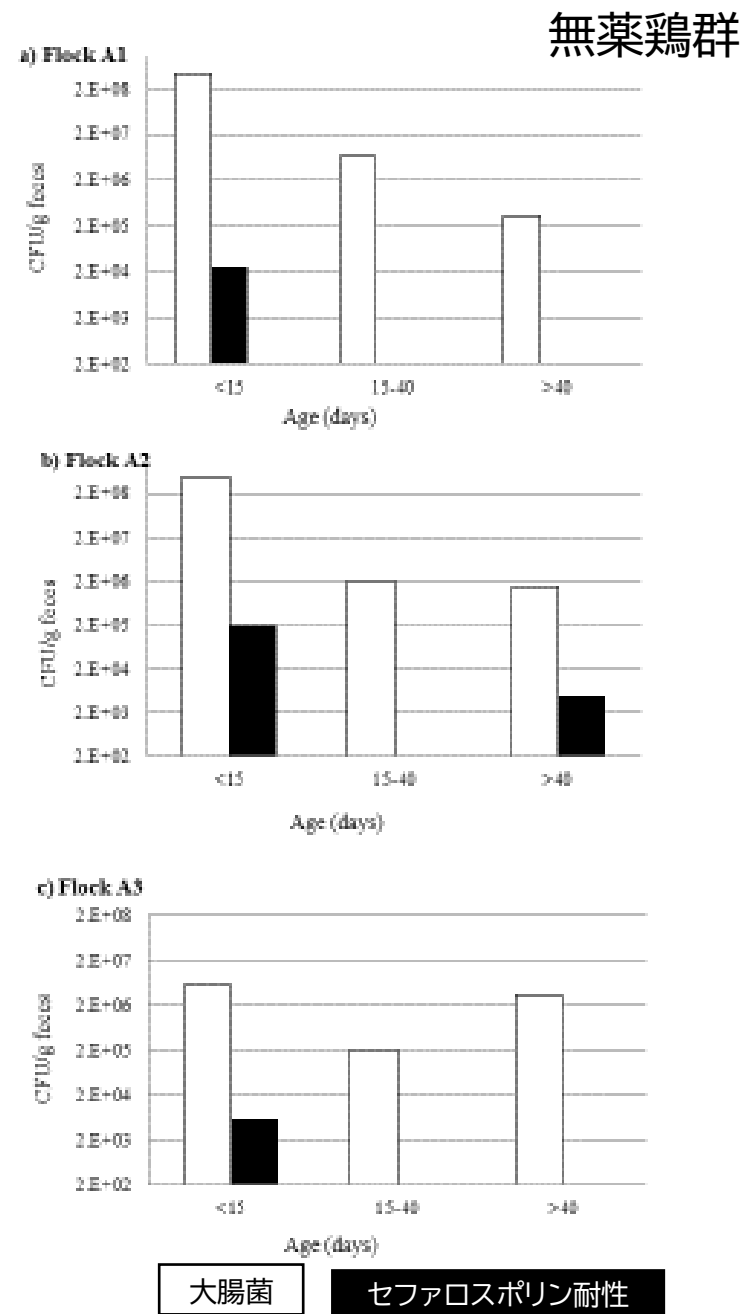 無薬鶏群
a) Flock A1
2.E+08
2.E+07
2.E+06
2.E+05
2.E+04
2.E+03
2.E+02
CFU/g feces
<15 15-40 >40
Age (days)
b) Flock A2
2.E+08
2.E+07
2.E+06
2.E+05
2.E+04
2.E+03
2.E+02
CFU/g feces
<15 15-40 >40
Age (days)
c) Flock A3
2.E+08
2.E+07
2.E+06
2.E+05
2.E+04
2.E+03
2.E+02
CFU/g feces
<15 15-40 >40
Age (days)
大腸菌 セファロスポリン耐性